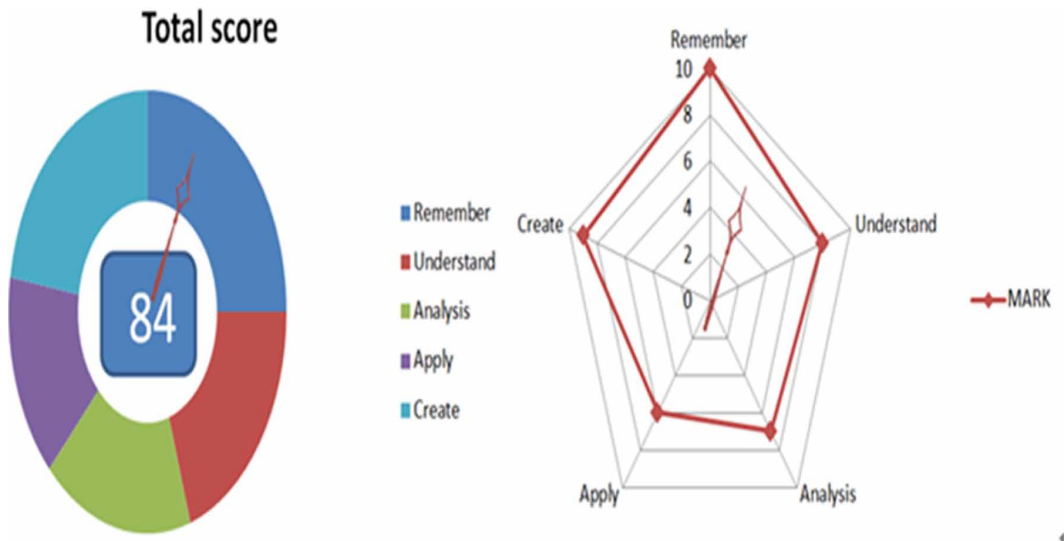 Total score
84
Remember
Understand
Analysis
Apply
Create
Remember
10
8
6
4
2
0
Create
Understand
Apply
Analysis
MARK